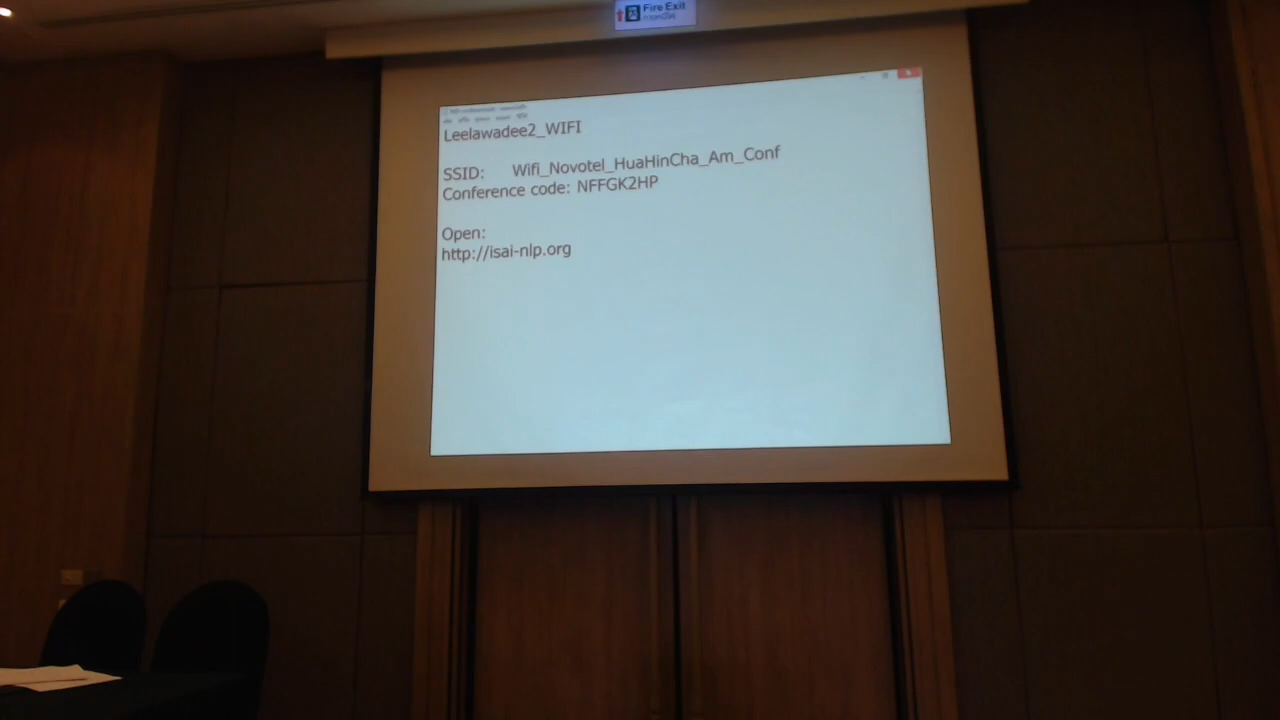 Fire Exit
Leelawadee2_WIFI
SSID: Wifi_Novotel_HuaHinCha_Am_Conf
Conference code: NFFGK2HP
Open:
http://isai-nlp.org